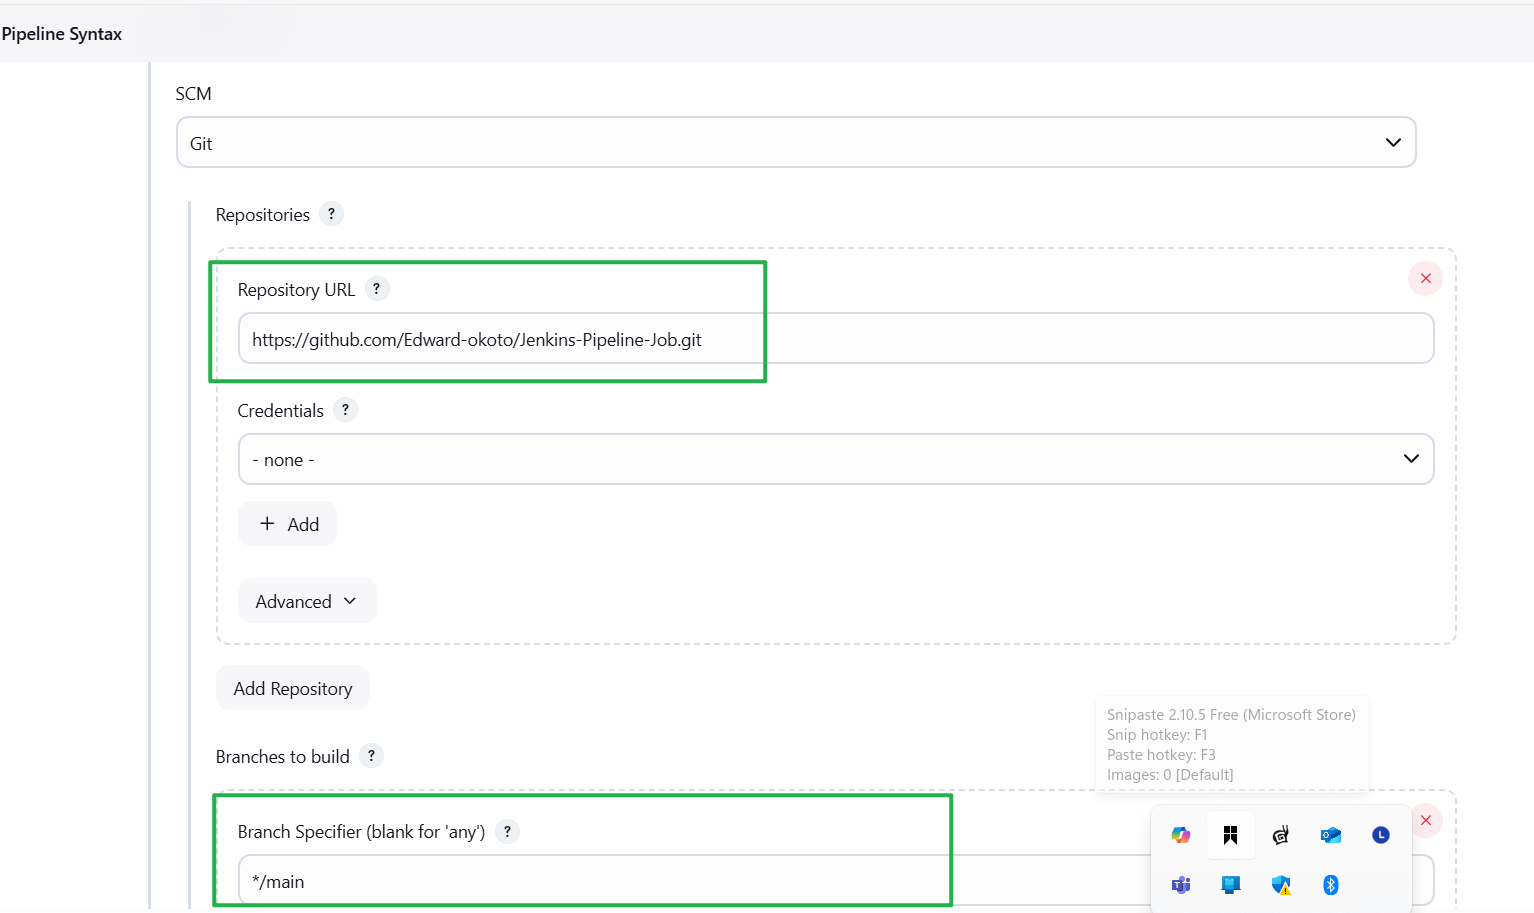 Pipeline Syntax
SCM
Git
Repositories ?
Repository URL ?
https://github.com/Edward-okoto/Jenkins-Pipeline-Job.git
Credentials ?
- none -
+ Add
Advanced
Add Repository
Snipaste 2.10.5 Free (Microsoft Store)
Snip hotkey: F1
Paste hotkey: F3
Images: 0 [Default]
Branches to build ?
Branch Specifier (blank for 'any') ?
*/main
L